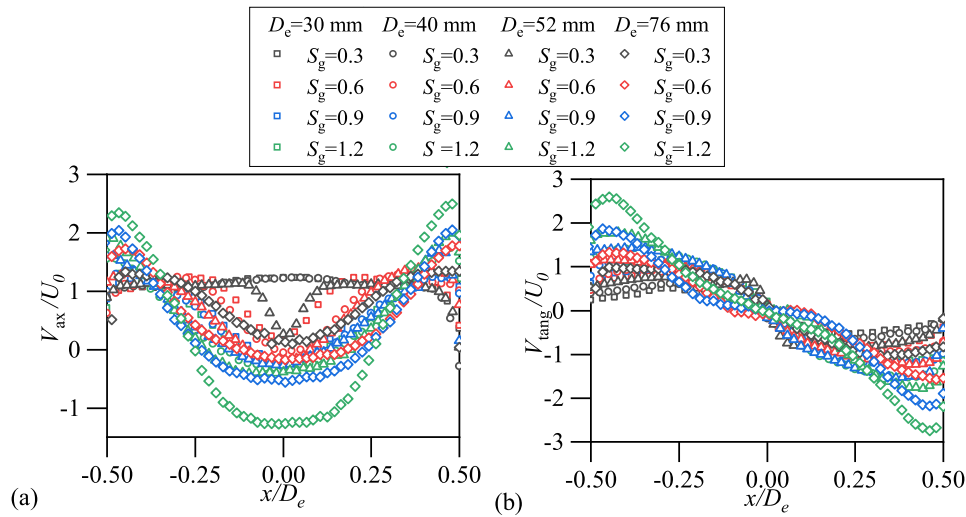 De=30 mm De=40 mm De=52 mm De=76 mm
Sg=0.3 Sg=0.3 Sg=0.3 Sg=0.3
Sg=0.6 Sg=0.6 Sg=0.6 Sg=0.6
Sg=0.9 Sg=0.9 Sg=0.9 Sg=0.9
Sg=1.2 S =1.2 Sg=1.2 Sg=1.2
3
2
1
0
-1
Vax/U0
-0.50 -0.25 0.00 0.25 0.50
x/De
(a)
3
2
1
0
-1
-2
-3
Vtang/U0
-0.50 -0.25 0.00 0.25 0.50
x/De
(b)